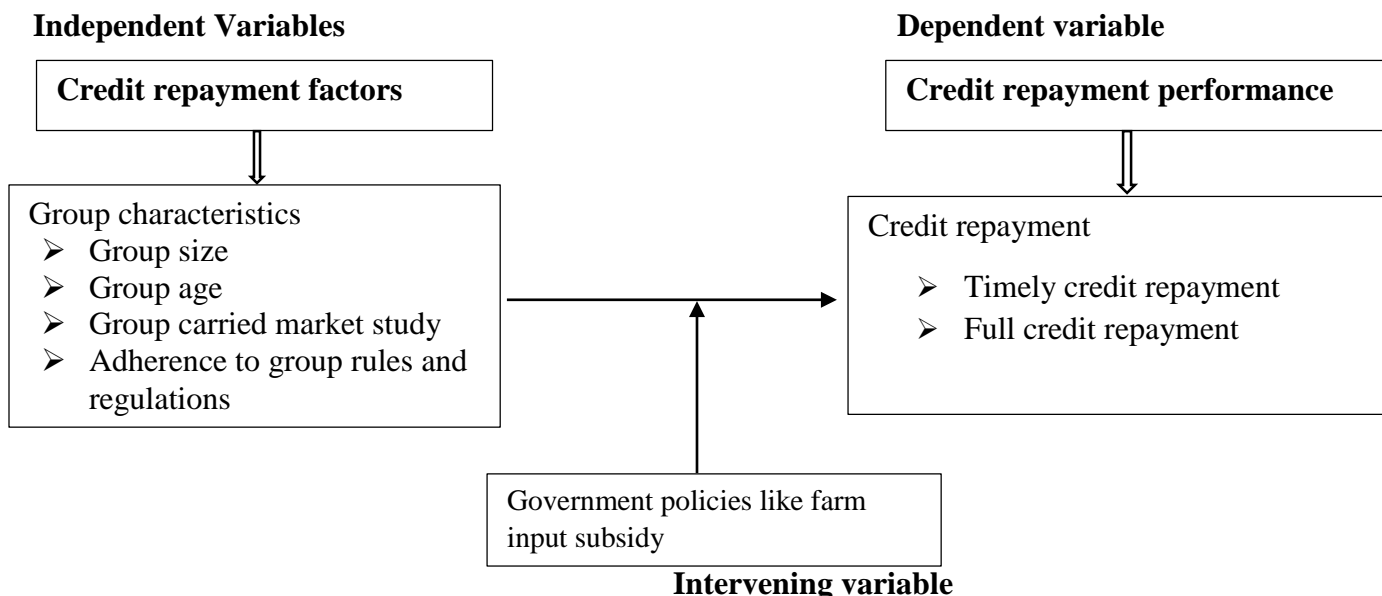 Independent Variables
Dependent variable
Credit repayment factors
Credit repayment performance
Group characteristics
➢ Group size
➢ Group age
➢ Group carried market study
➢ Adherence to group rules and
regulations
Credit repayment
➢ Timely credit repayment
➢ Full credit repayment
Government policies like farm
input subsidy
Intervening variable